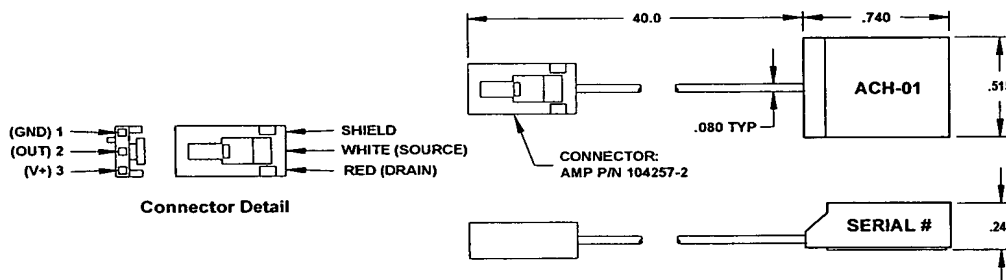 40.0
.740
ACH-01
.080 TYP
CONNECTOR:
AMP P/N 104257-2
(GND) 1
(OUT) 2
(V+) 3
SHIELD
WHITE (SOURCE)
RED (DRAIN)
Connector Detail
SERIAL #